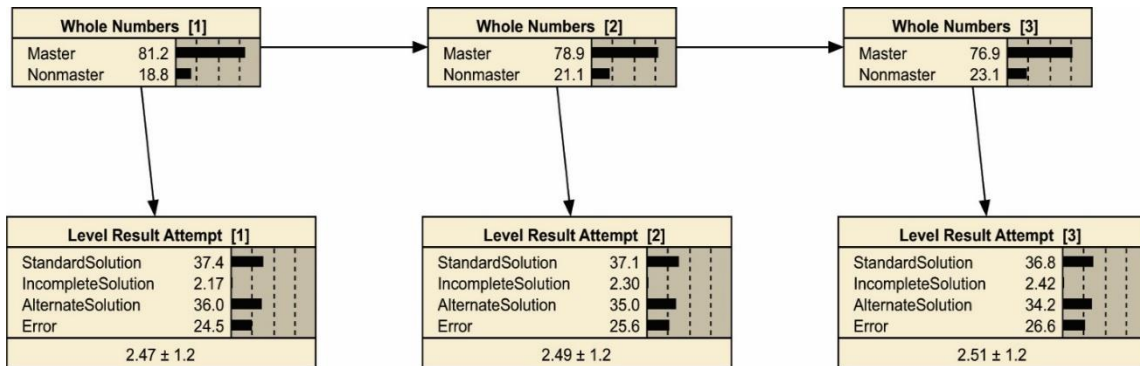 Whole Numbers [1]
Master 81.2
Nonmaster 18.8
Whole Numbers [2]
Master 78.9
Nonmaster 21.1
Whole Numbers [3]
Master 76.9
Nonmaster 23.1
Level Result Attempt [1]
StandardSolution 37.4
IncompleteSolution 2.17
AlternateSolution 36.0
Error 24.5
2.47 ± 1.2
Level Result Attempt [2]
StandardSolution 37.1
IncompleteSolution 2.30
AlternateSolution 35.0
Error 25.6
2.49 ± 1.2
Level Result Attempt [3]
StandardSolution 36.8
IncompleteSolution 2.42
AlternateSolution 34.2
Error 26.6
2.51 ± 1.2